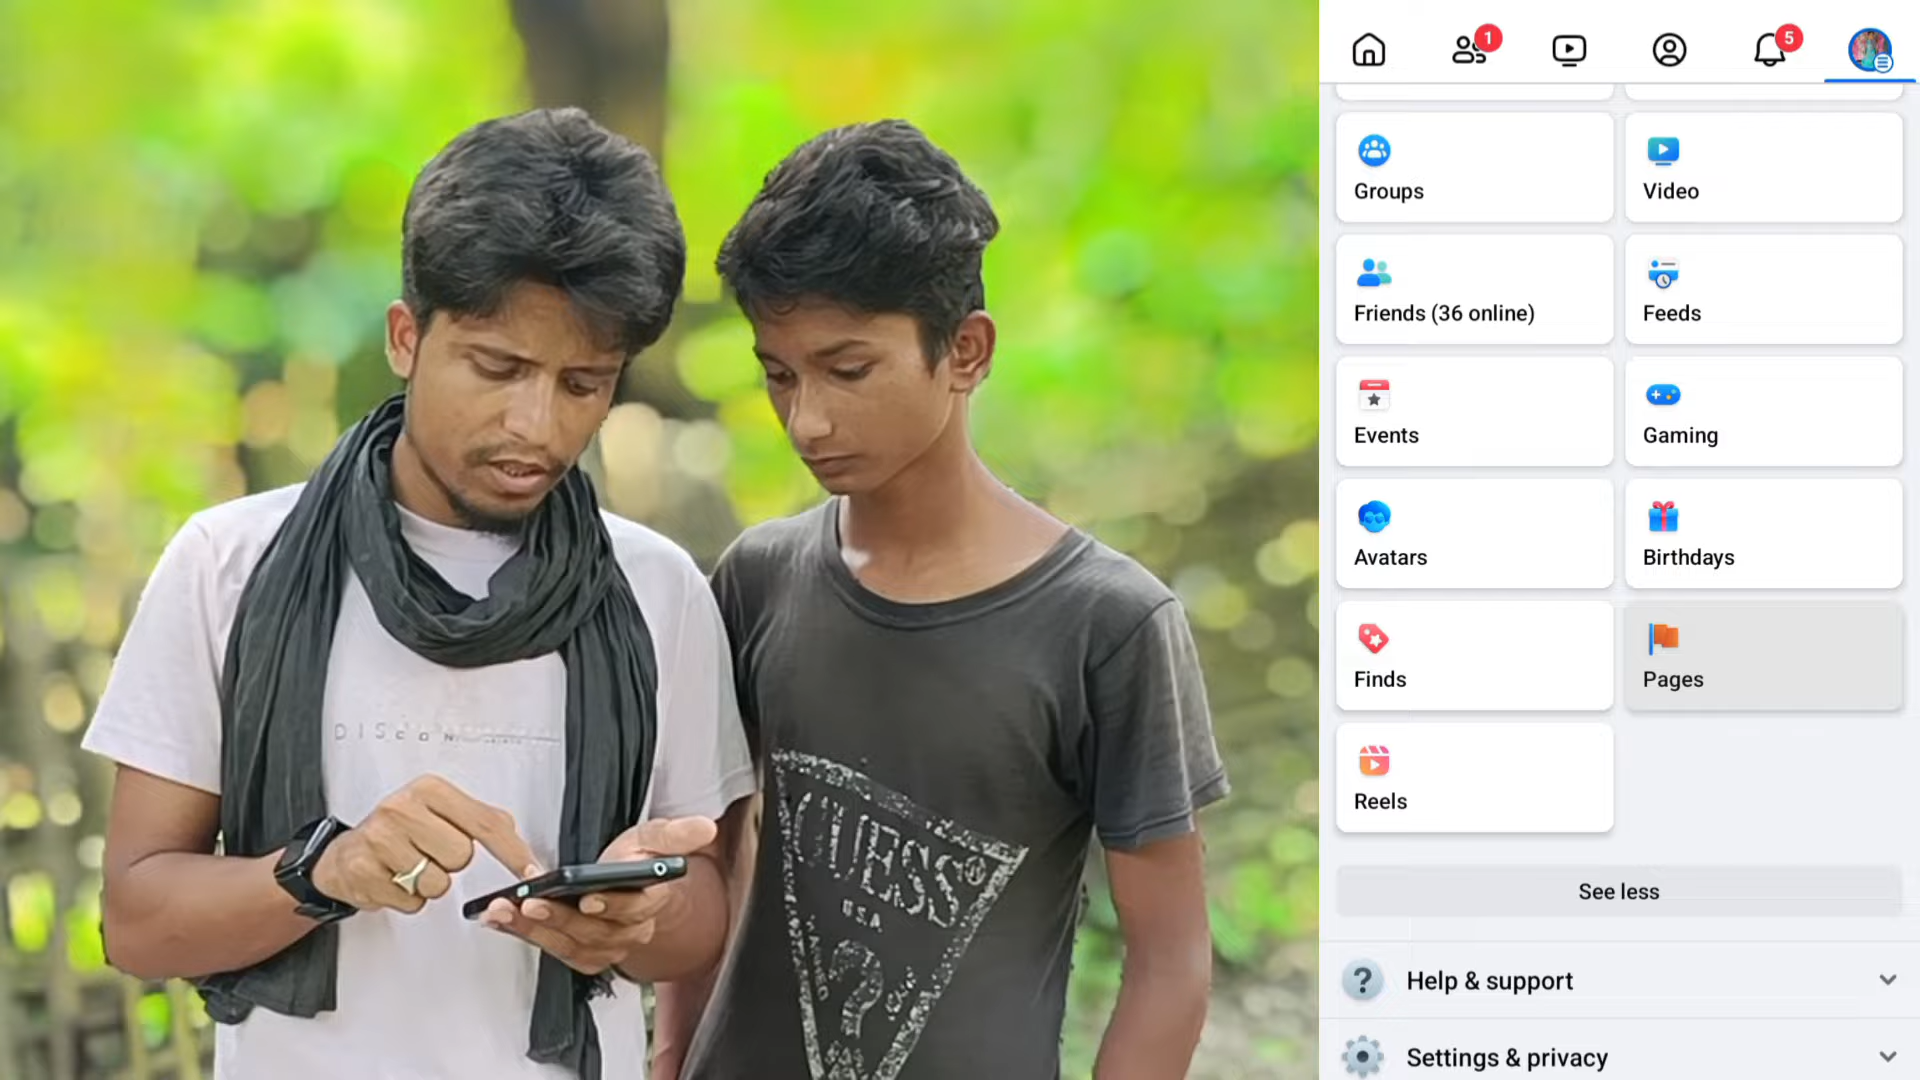 1
5
Groups
Video
Friends (36 online)
Feeds
Events
Gaming
Avatars
Birthdays
Finds
Pages
Reels
See less
Help & support
Settings & privacy
GUESS®
USA
?